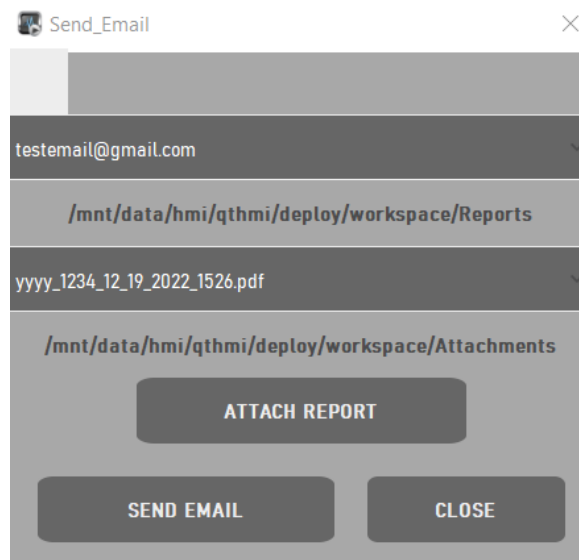 Send_Email
testemail@gmail.com
/mnt/data/hmi/qthmi/deploy/workspace/Reports
yyyy_1234_12_19_2022_1526.pdf
/mnt/data/hmi/qthmi/deploy/workspace/Attachments
ATTACH REPORT
SEND EMAIL CLOSE